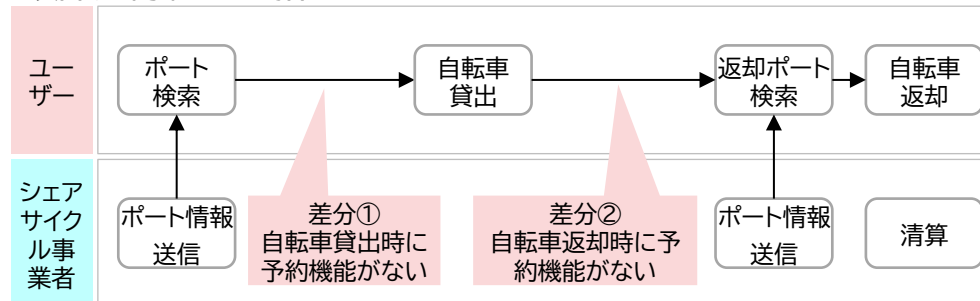 ユー
ザー
ポート
検索
自転車
貸出
返却ポート
検索
自転車
返却
シェア
サイク
ル事
業者
ポート情報
送信
差分①
自転車貸出時に
予約機能がない
差分②
自転車返却時に予
約機能がない
ポート情報
送信
清算